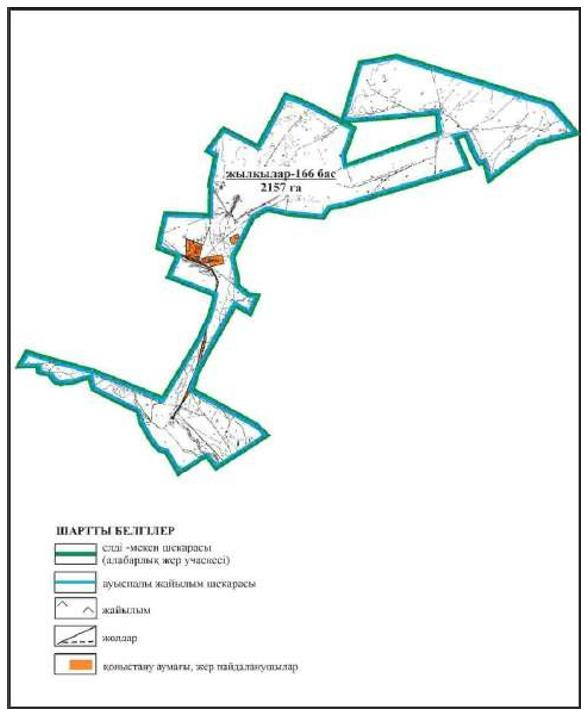 жылқылар-166 бас
2157 га
ШАРТТЫ БЕЛГІЛЕР
елді -мекен шекарасы
(алабарлық жер учаскесі)
ауыспалы жайылым шекарасы
жайылым
жолдар
қоныстану аумағы, жер пайдаланушылар